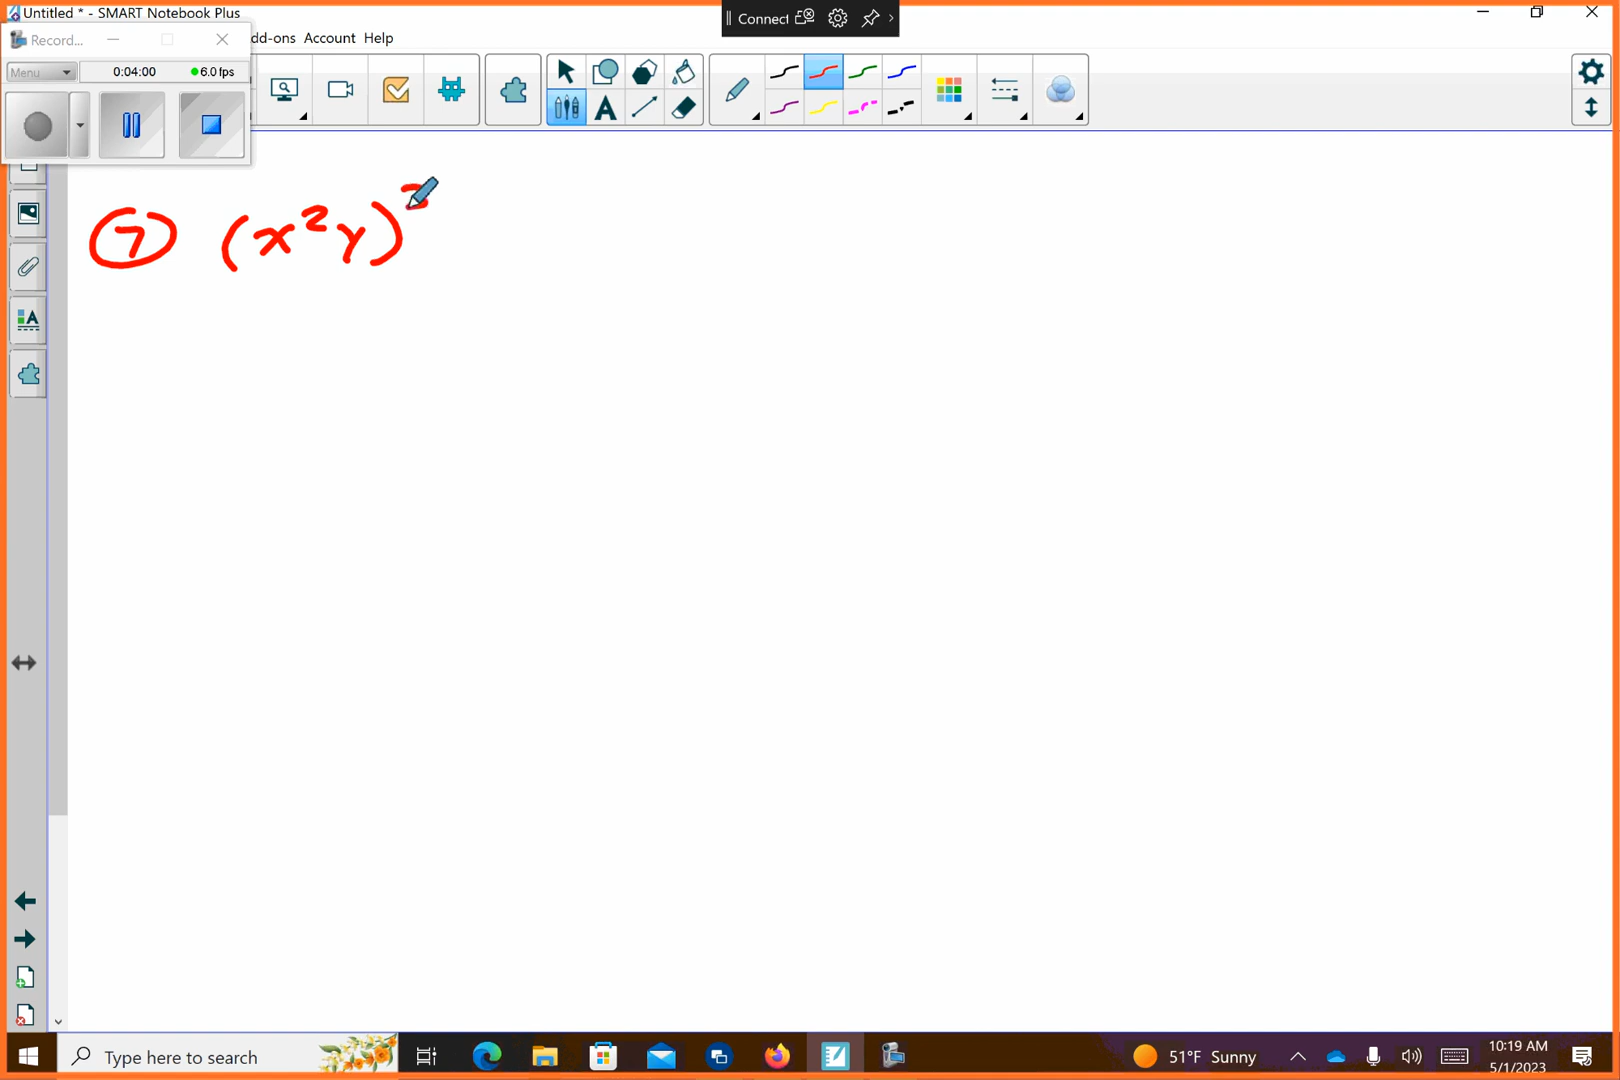 Untitled * - SMART Notebook Plus
Record...
Connect
dd-ons Account Help
Menu 0:04:00 6.0 fps
A
A
⑦ (x²y)³
Type here to search
51°F Sunny
10:19 AM
5/1/2023